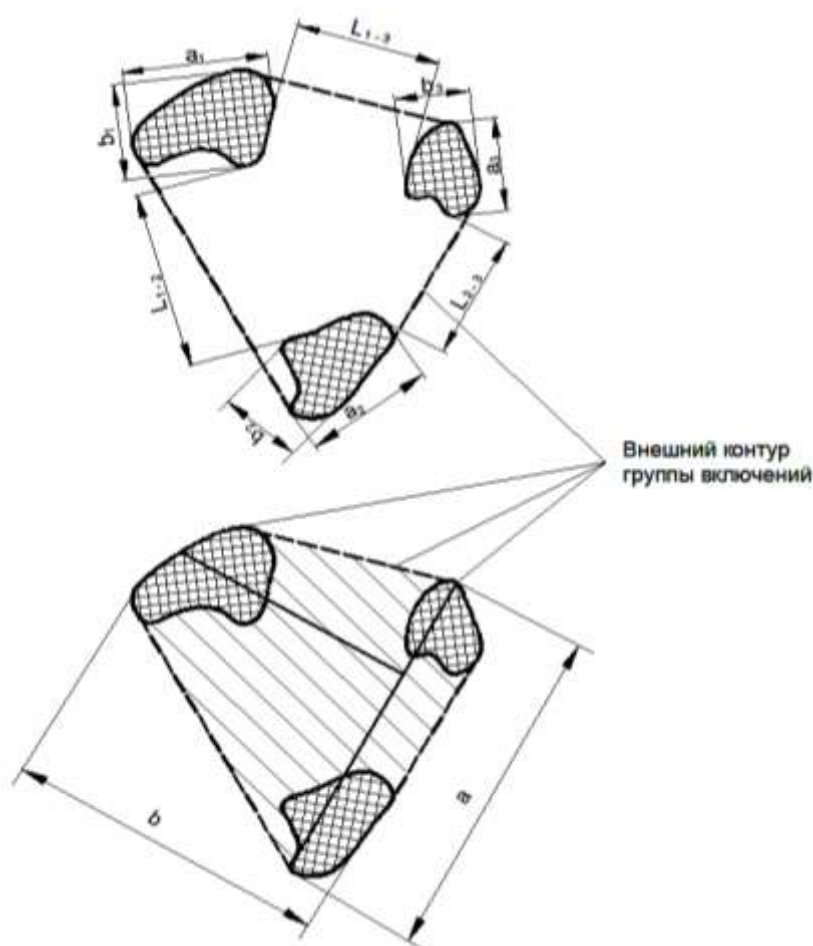 L₁₋₃
a₁
b₃
b₁
a₃
L₁₋₂
L₂₋₃
a₂
b₂
Внешний контур
группы включений
a
b